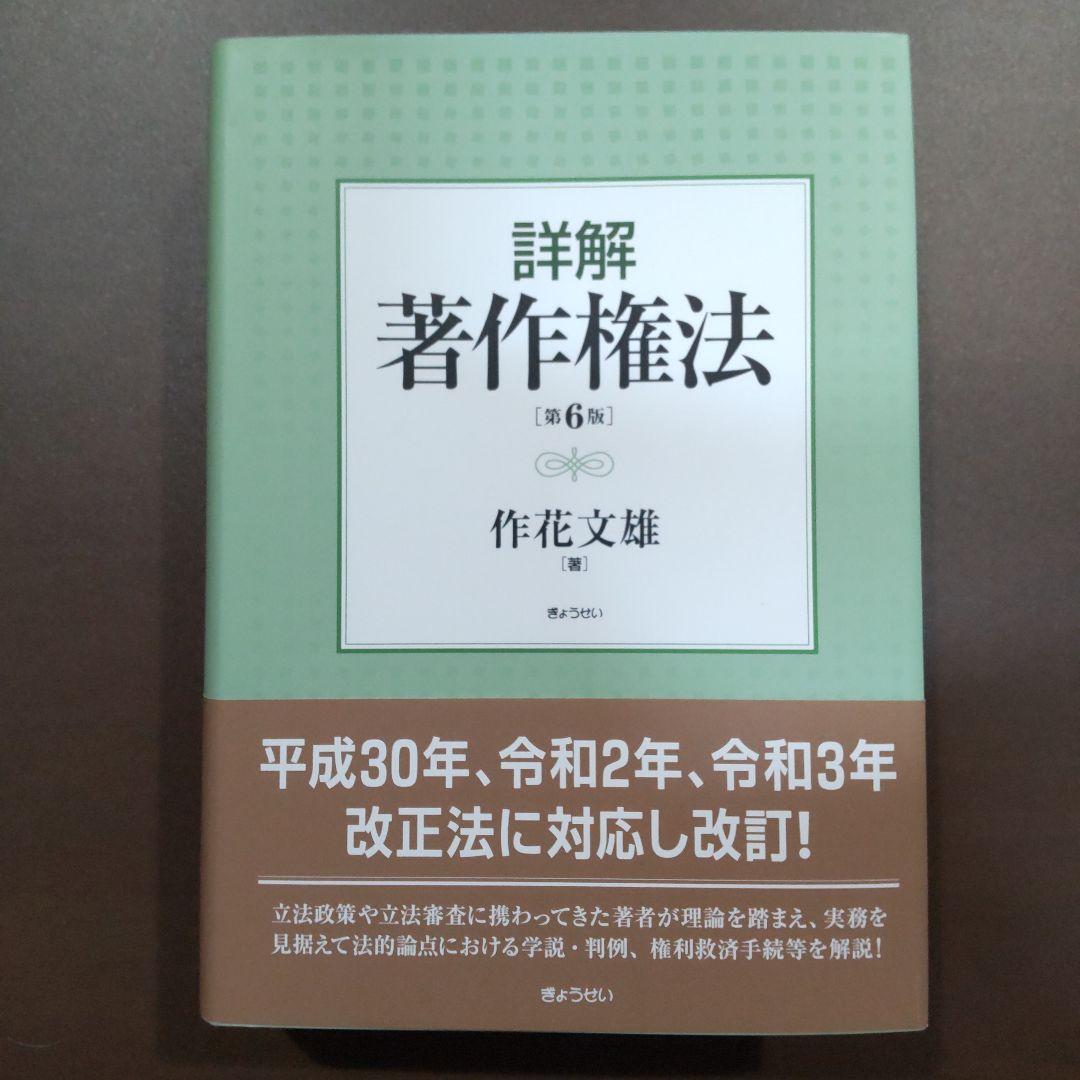 詳解
著作権法
[第6版]
作花文雄
[著]
ぎょうせい
平成30年、令和2年、令和3年
改正法に対応し改訂!
立法政策や立法審査に携わってきた著者が理論を踏まえ、実務を
見据えて法的論点における学説・判例、権利救済手続等を解説!
ぎょうせい